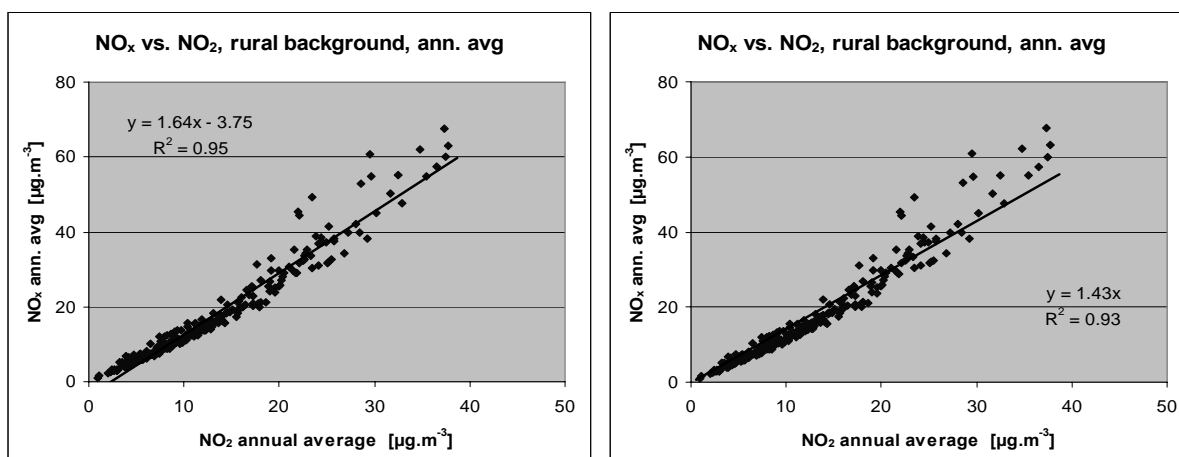 NOx vs. NO2, rural background, ann. avg
80
60
40
20
0
0 10 20 30 40 50
NOx ann. avg [µg.m-3]
NO2 annual average [µg.m-3]
y = 1.64x - 3.75
R2 = 0.95
NOx vs. NO2, rural background, ann. avg
80
60
40
20
0
0 10 20 30 40 50
NOx ann. avg [µg.m-3]
NO2 annual average [µg.m-3]
y = 1.43x
R2 = 0.93